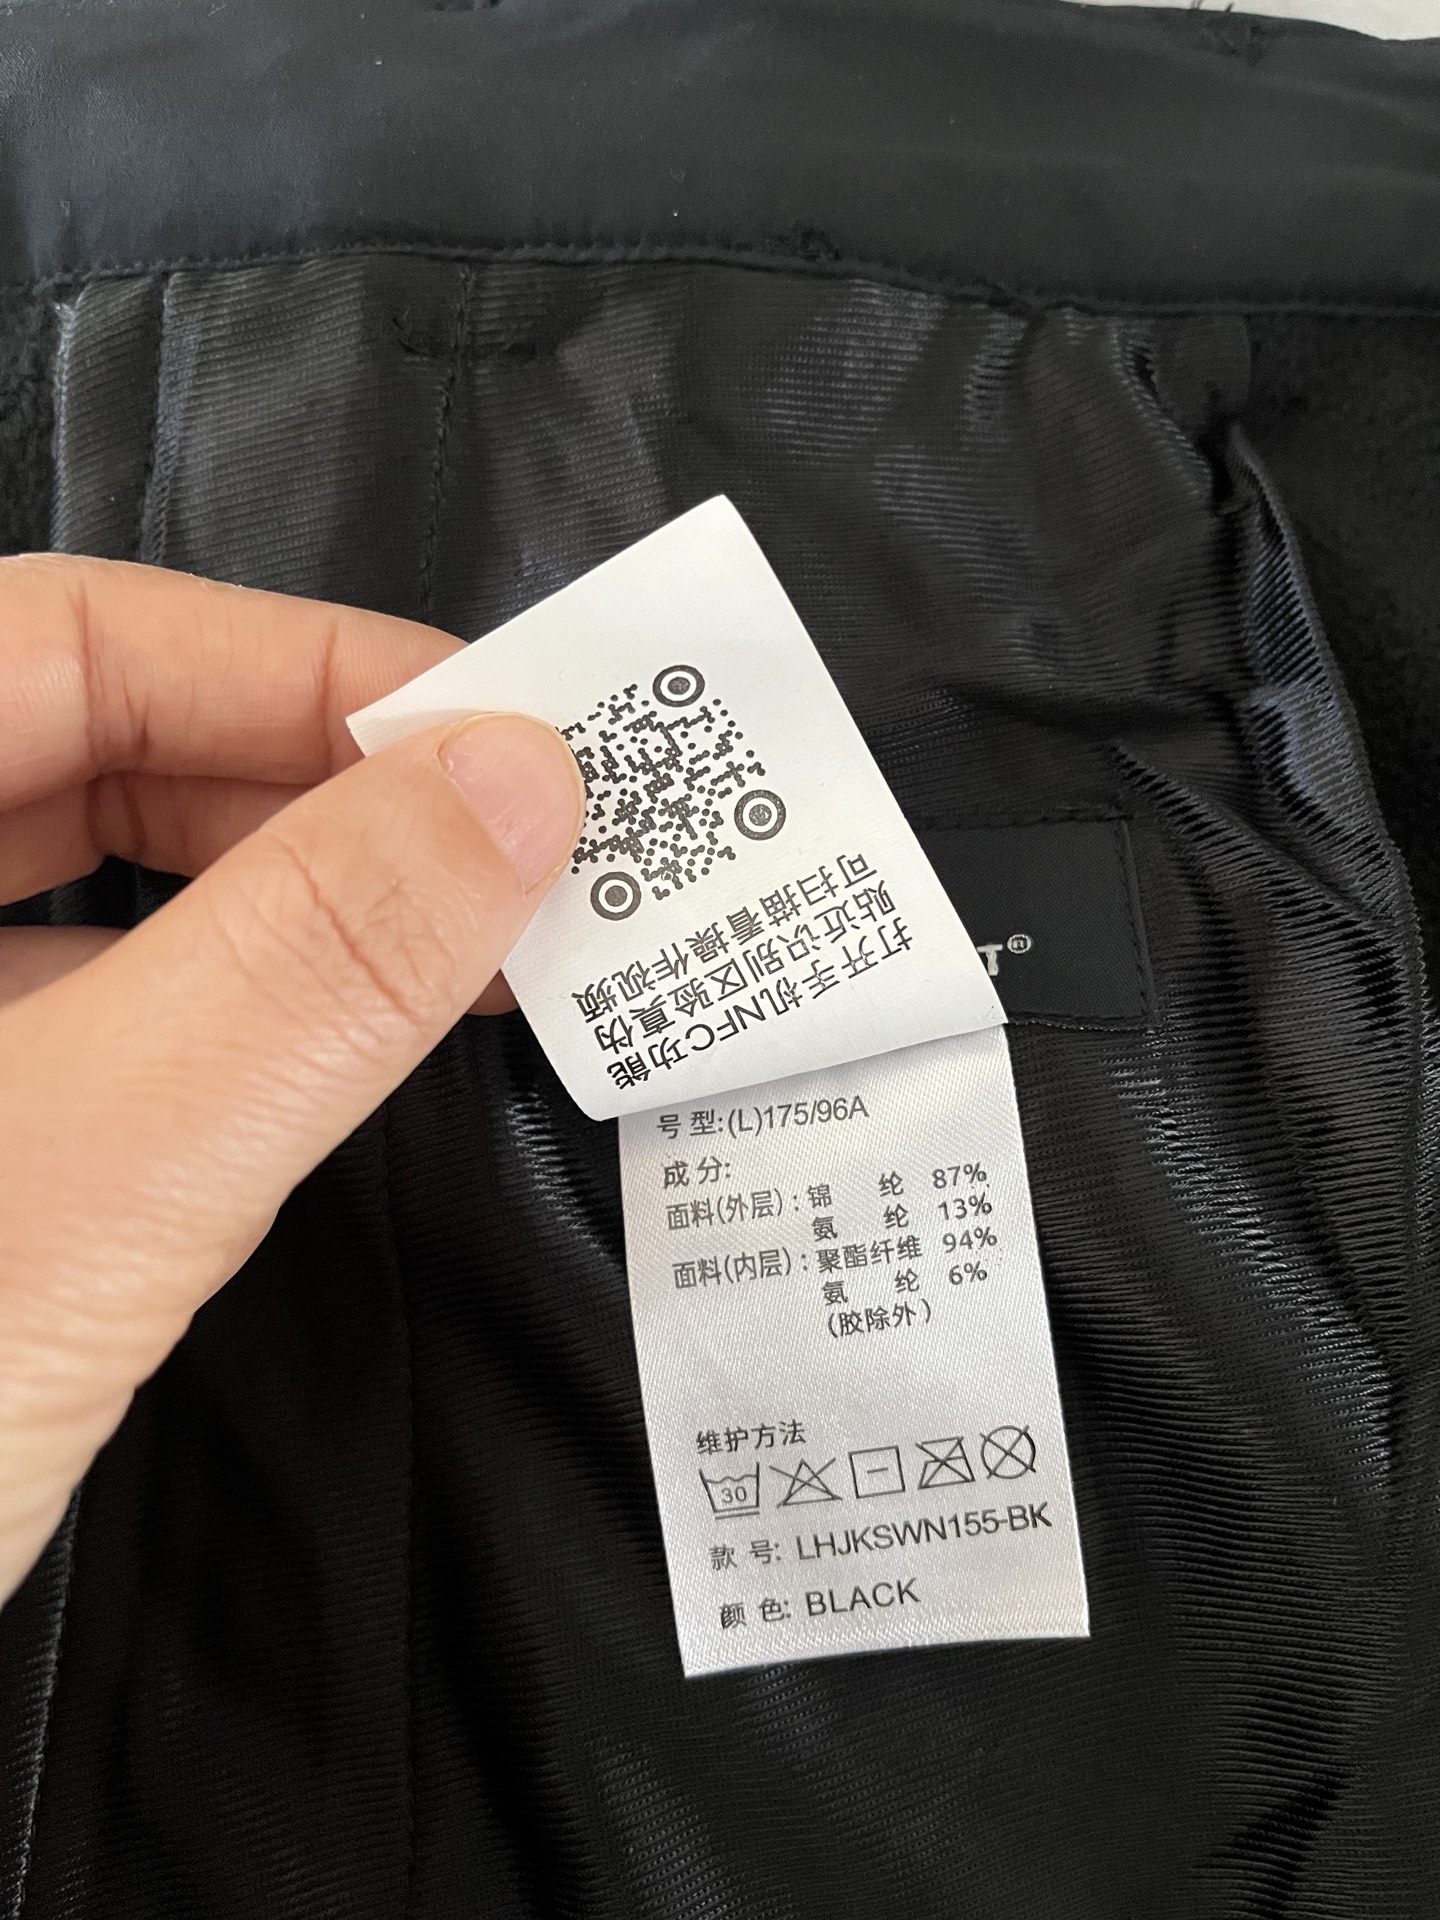 打开手机NFC功能
贴近识别区验真伪
可扫描看操作视频
T®
号 型:(L)175/96A
成 分:
面料(外层): 锦 纶 87%
氨 纶 13%
面料(内层): 聚酯纤维 94%
氨 纶 6%
(胶除外)
维护方法
30
款 号: LHJKSWN155-BK
颜 色: BLACK